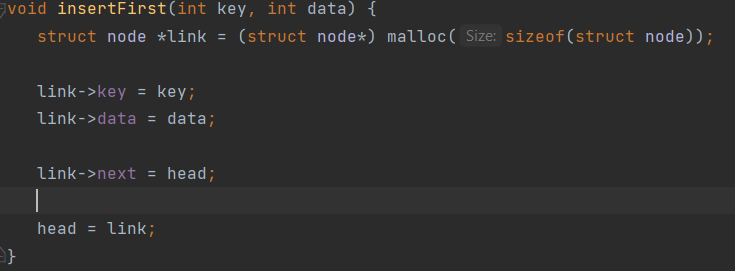 void insertFirst(int key, int data) {
    struct node *link = (struct node*) malloc( Size: sizeof(struct node));

    link->key = key;
    link->data = data;

    link->next = head;

    head = link;
}